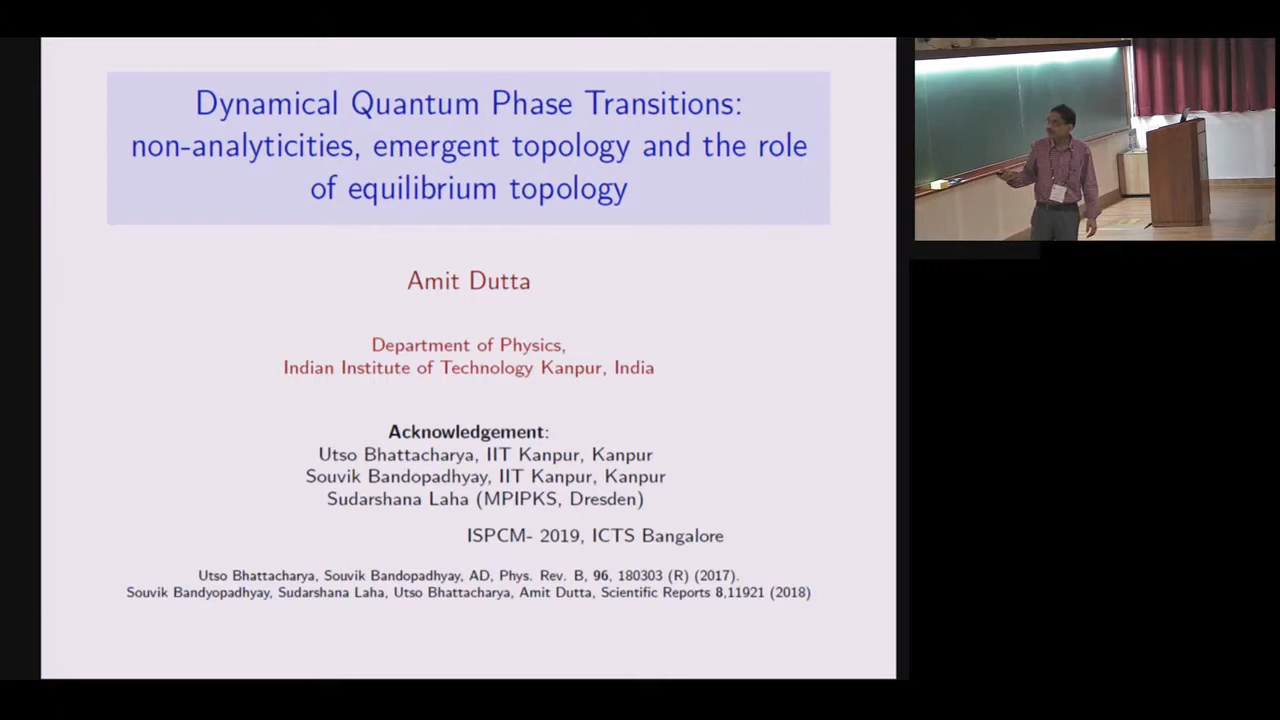 Dynamical Quantum Phase Transitions:
non-analyticities, emergent topology and the role
of equilibrium topology
Amit Dutta
Department of Physics,
Indian Institute of Technology Kanpur, India
Acknowledgement:
Utso Bhattacharya, IIT Kanpur, Kanpur
Souvik Bandopadhyay, IIT Kanpur, Kanpur
Sudarshana Laha (MPIPKS, Dresden)
ISPCM- 2019, ICTS Bangalore
Utso Bhattacharya, Souvik Bandopadhyay, AD, Phys. Rev. B, 96, 180303 (R) (2017).
Souvik Bandyopadhyay, Sudarshana Laha, Utso Bhattacharya, Amit Dutta, Scientific Reports 8,11921 (2018)